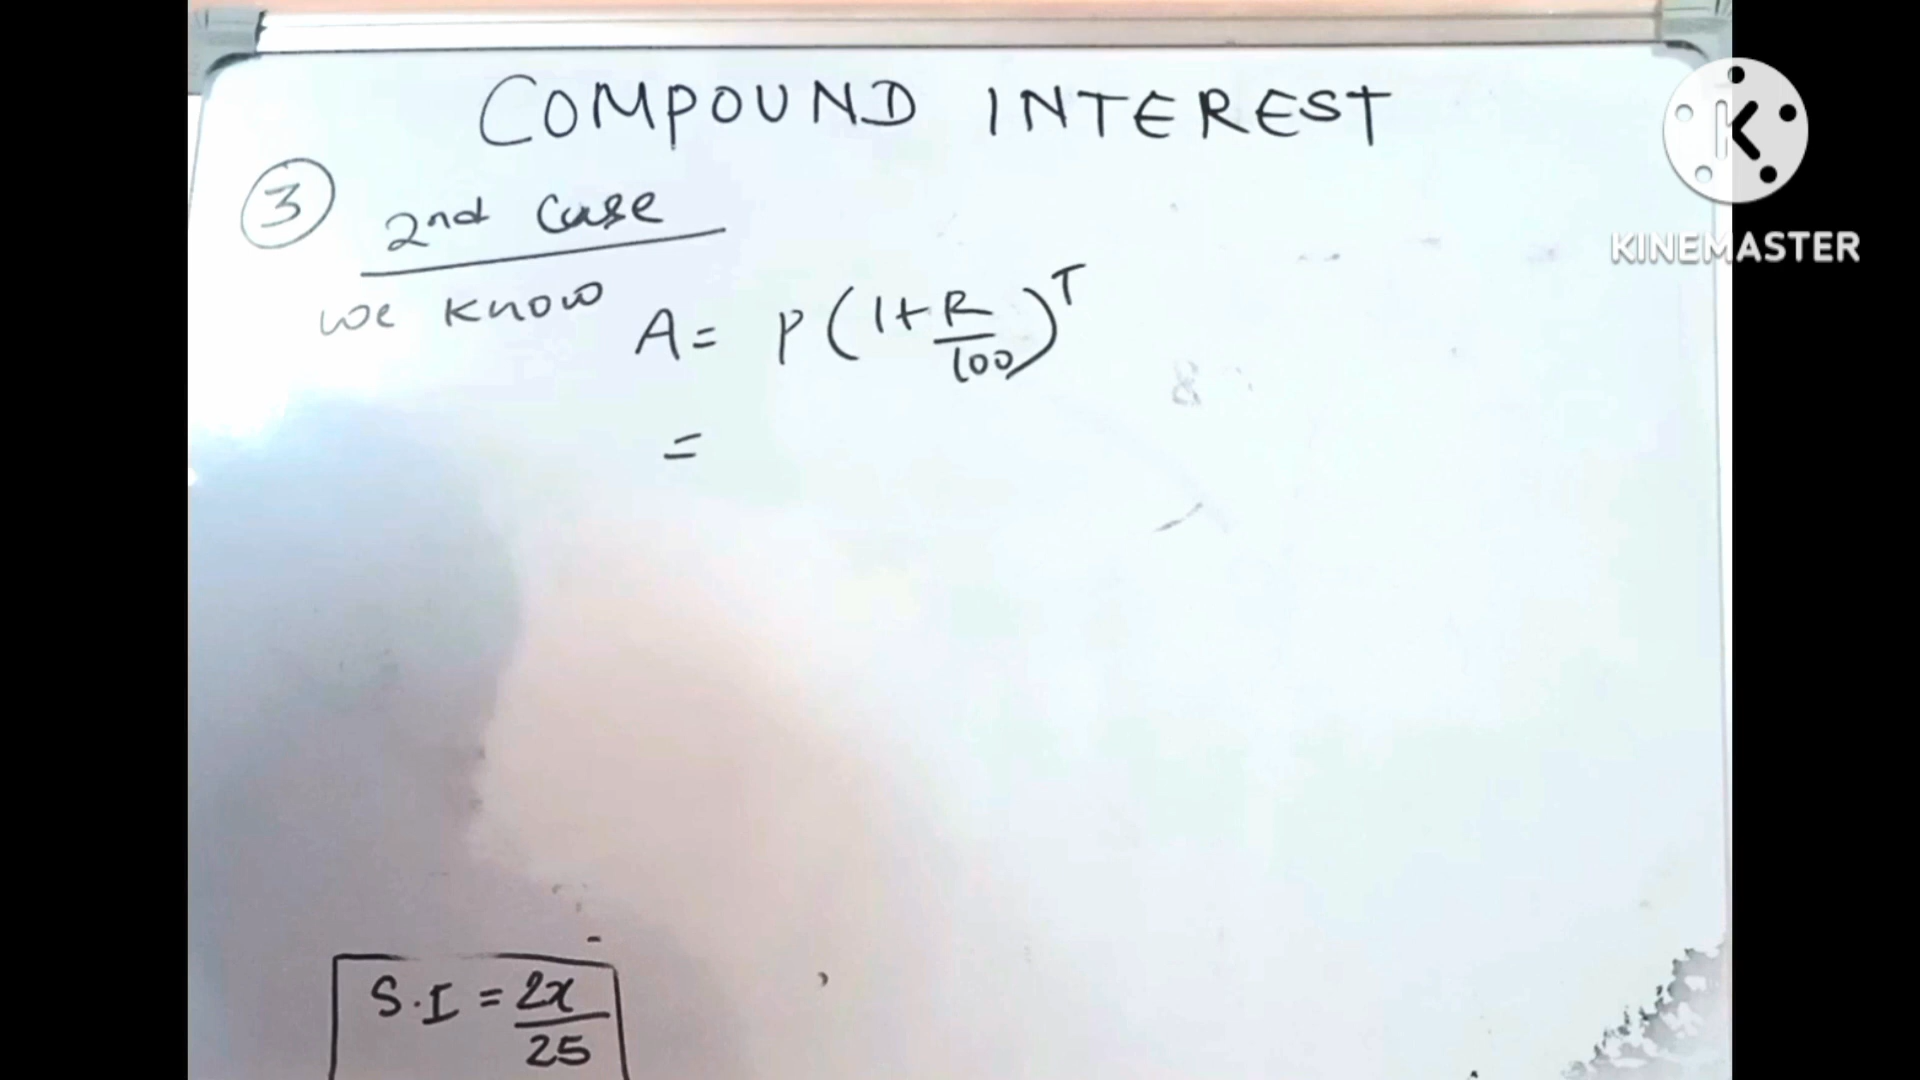 COMPOUND INTEREST
③ 2nd Case
We know A = P(1+R/100)^T
=
S.I = 2x/25
K
KINEMASTER